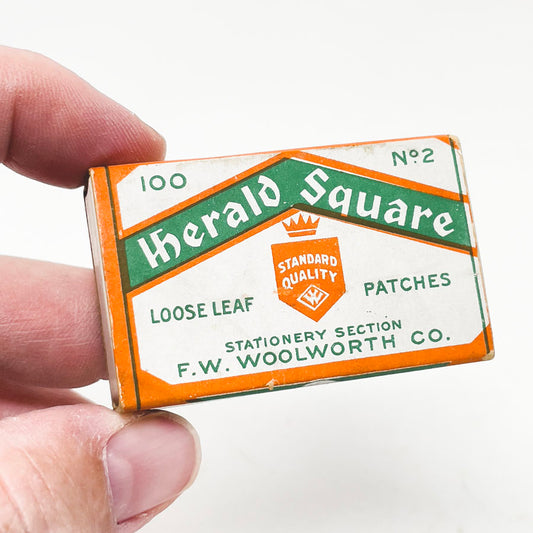 100
Nº2
Herald Square
STANDARD
QUALITY
W
LOOSE LEAF
PATCHES
STATIONERY SECTION
F.W. WOOLWORTH CO.